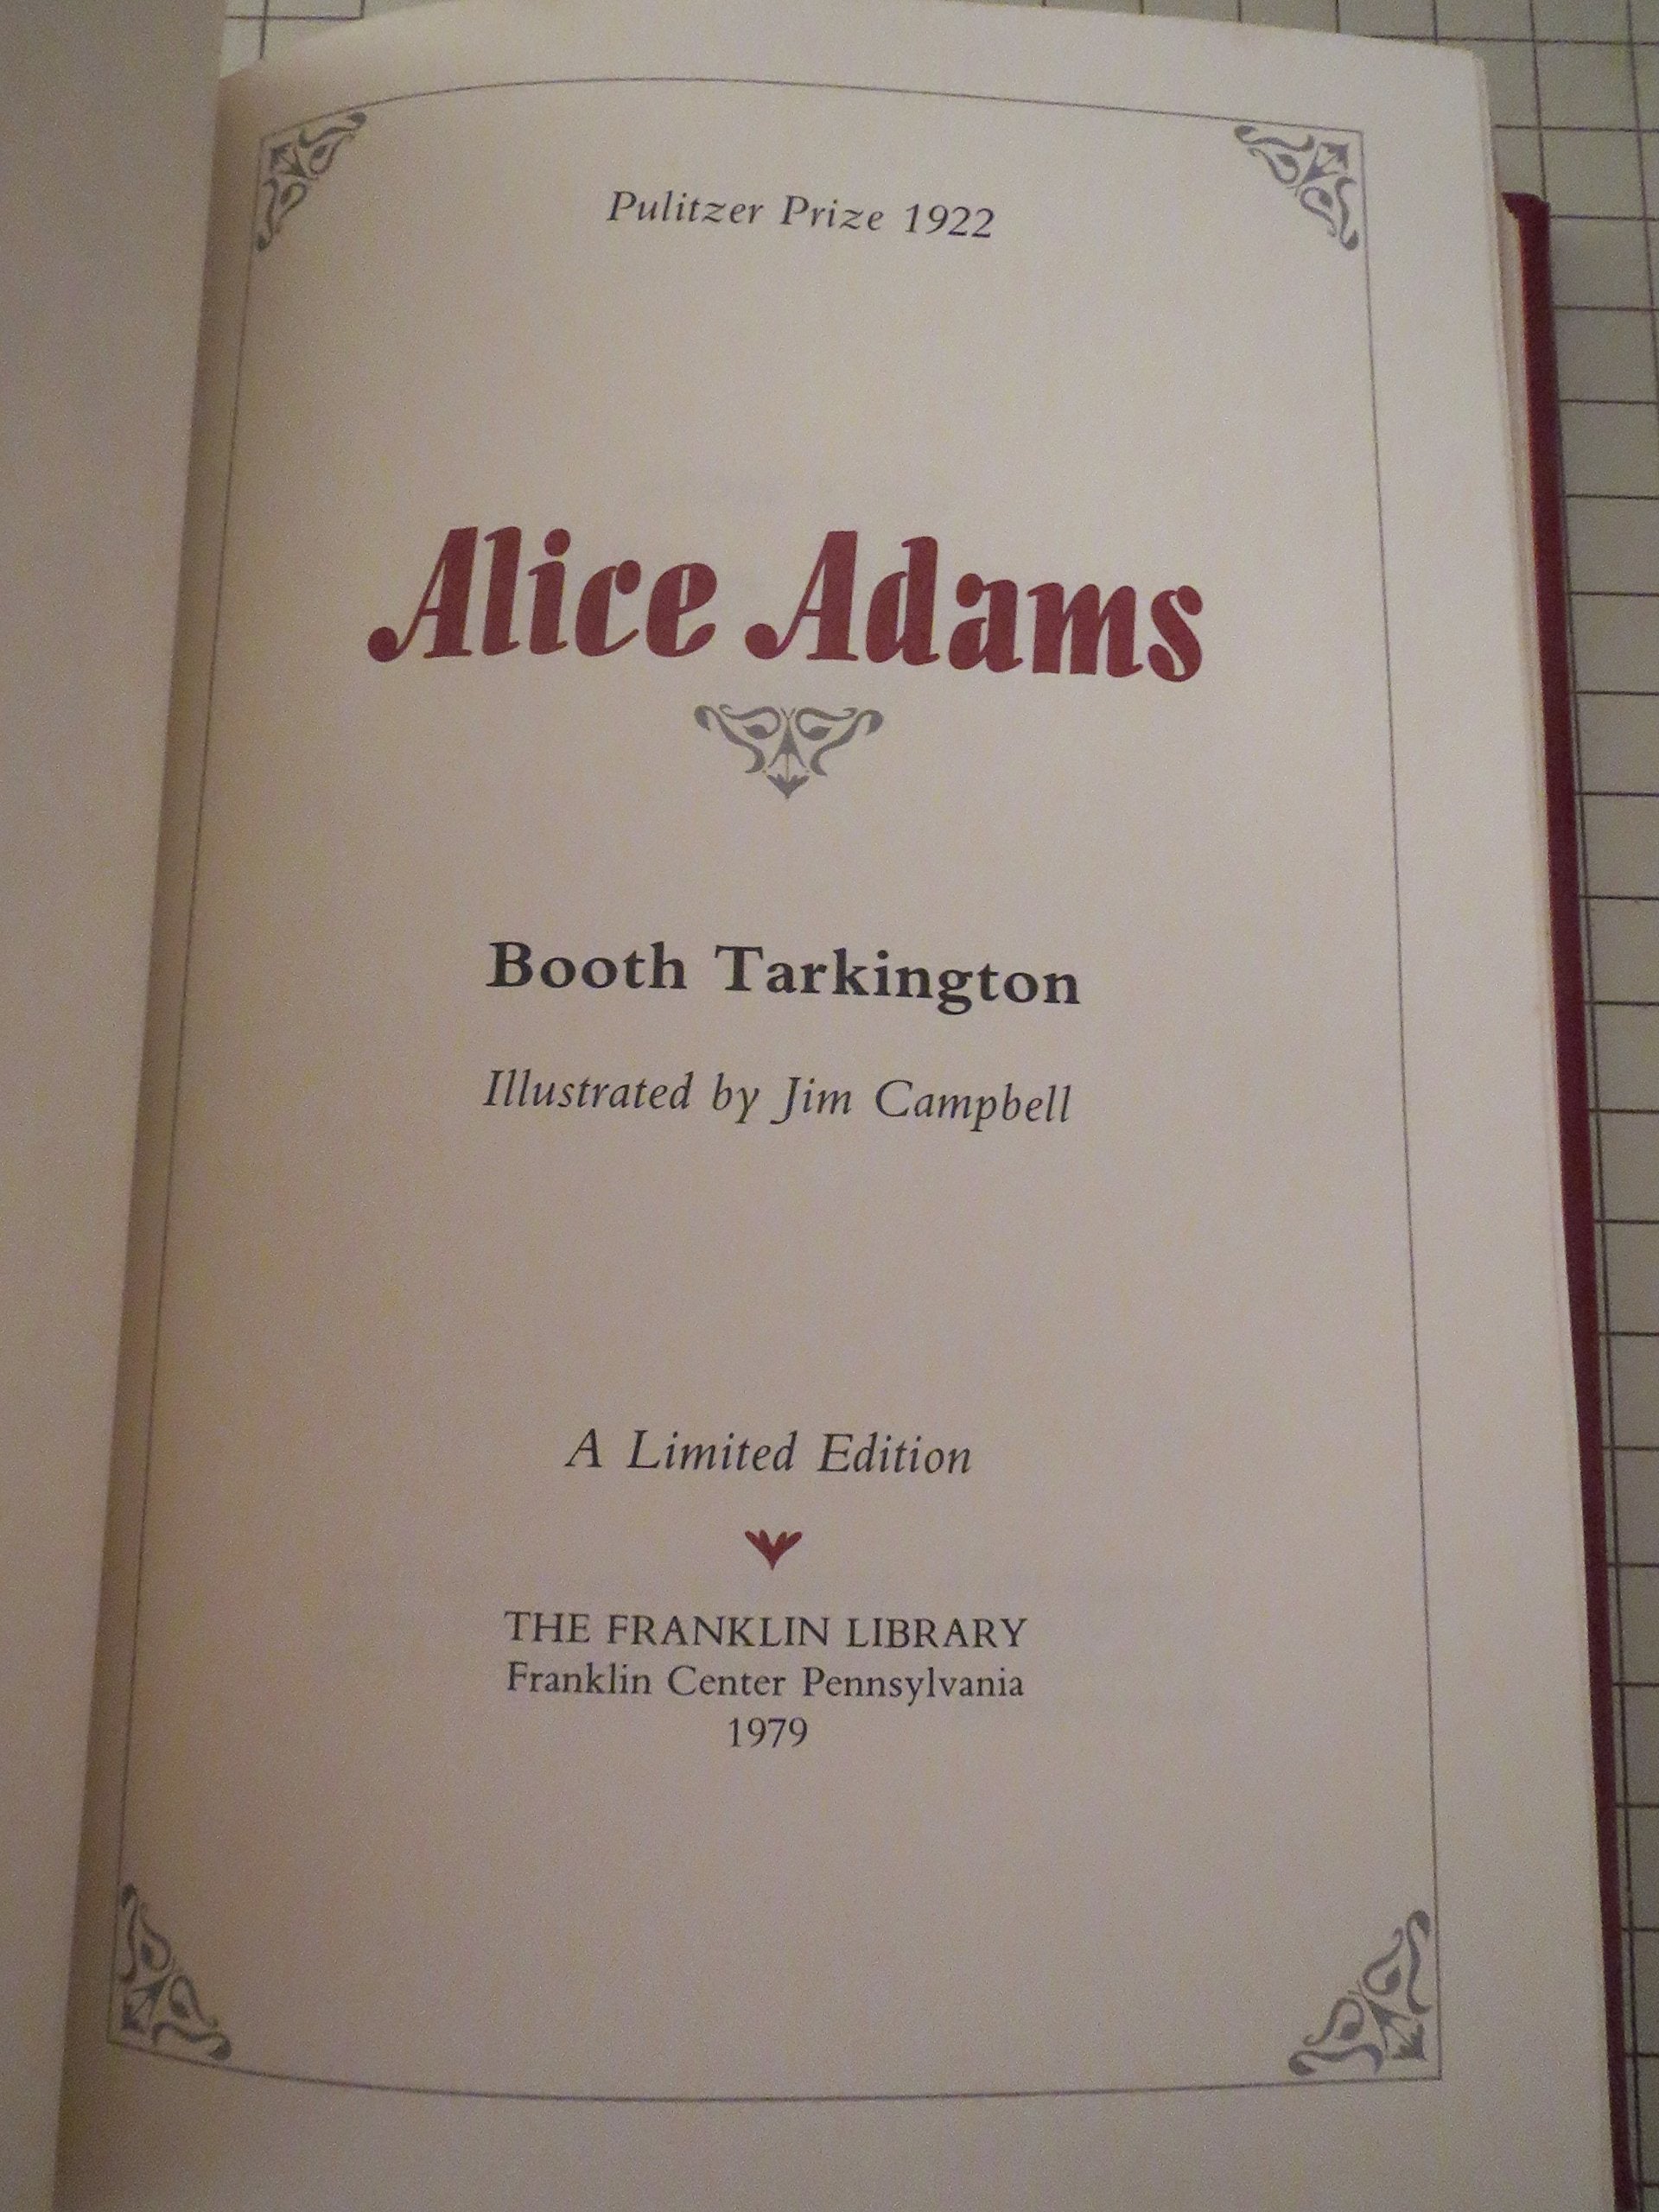 Pulitzer Prize 1922
Alice Adams
Booth Tarkington
Illustrated by Jim Campbell
A Limited Edition
THE FRANKLIN LIBRARY
Franklin Center Pennsylvania
1979